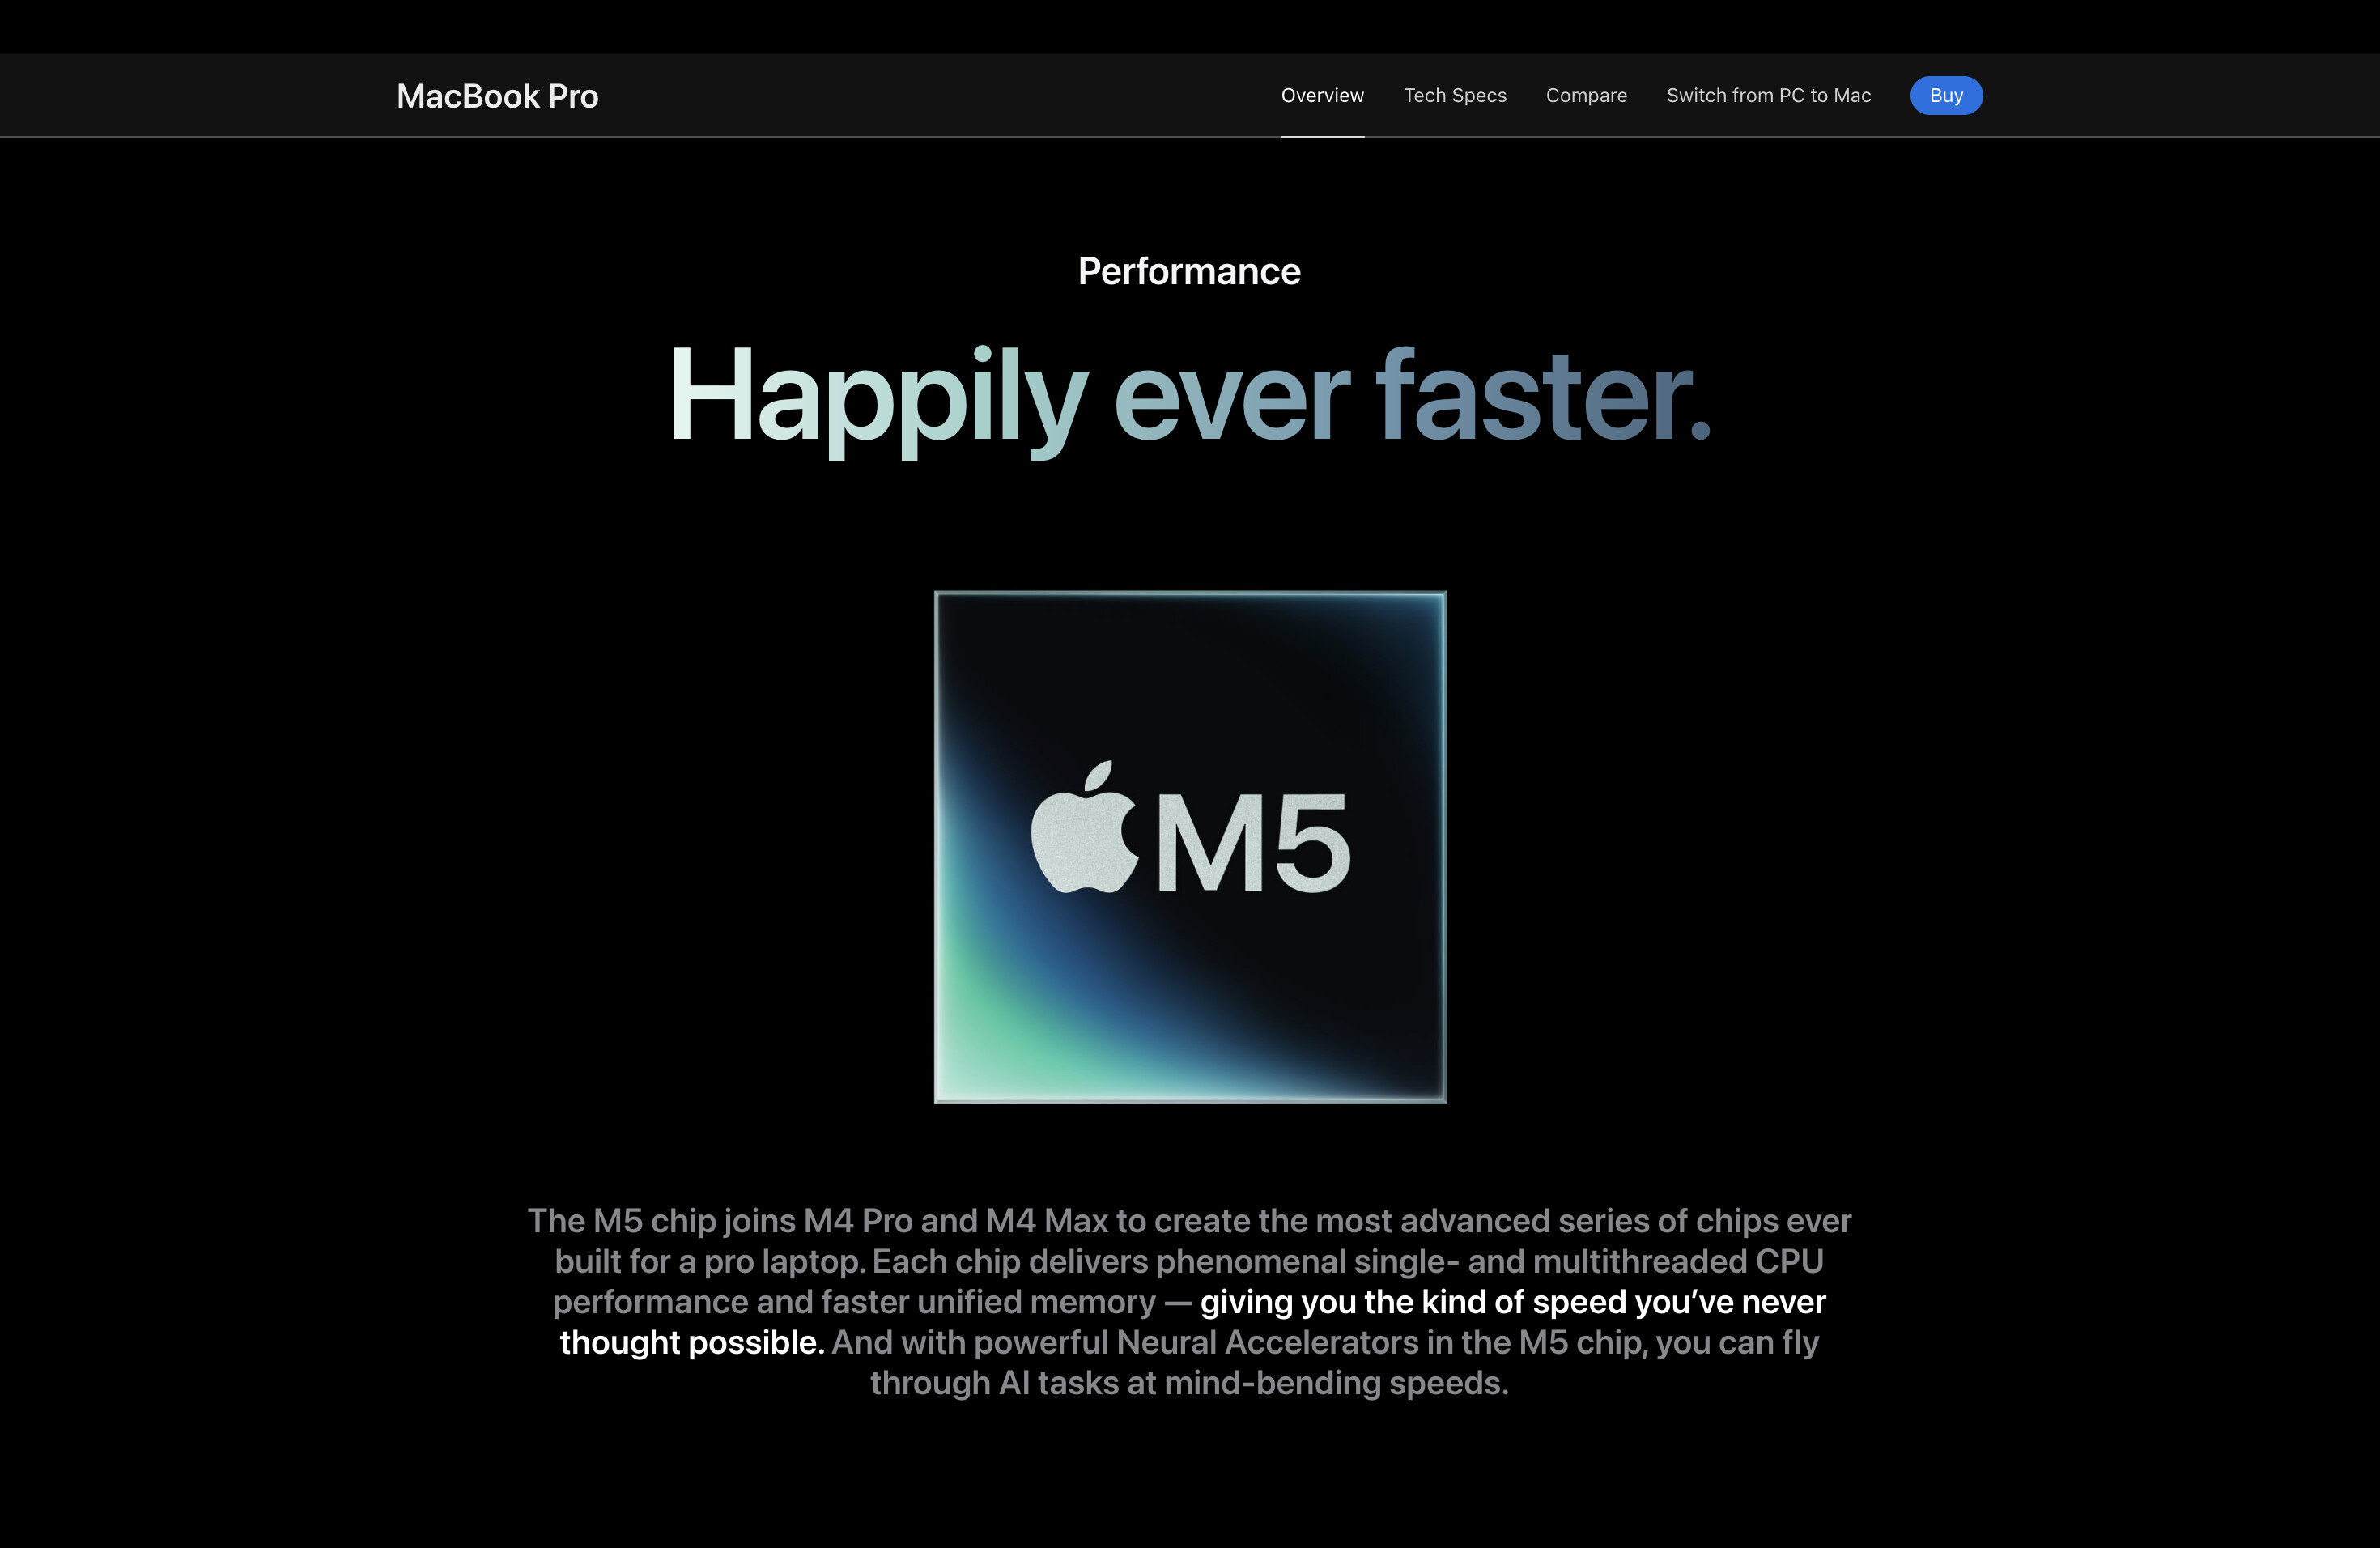 MacBook Pro
Overview
Tech Specs
Compare
Switch from PC to Mac
Buy
Performance
Happily ever faster.
M5
The M5 chip joins M4 Pro and M4 Max to create the most advanced series of chips ever
built for a pro laptop. Each chip delivers phenomenal single- and multithreaded CPU
performance and faster unified memory — giving you the kind of speed you’ve never
thought possible. And with powerful Neural Accelerators in the M5 chip, you can fly
through AI tasks at mind-bending speeds.